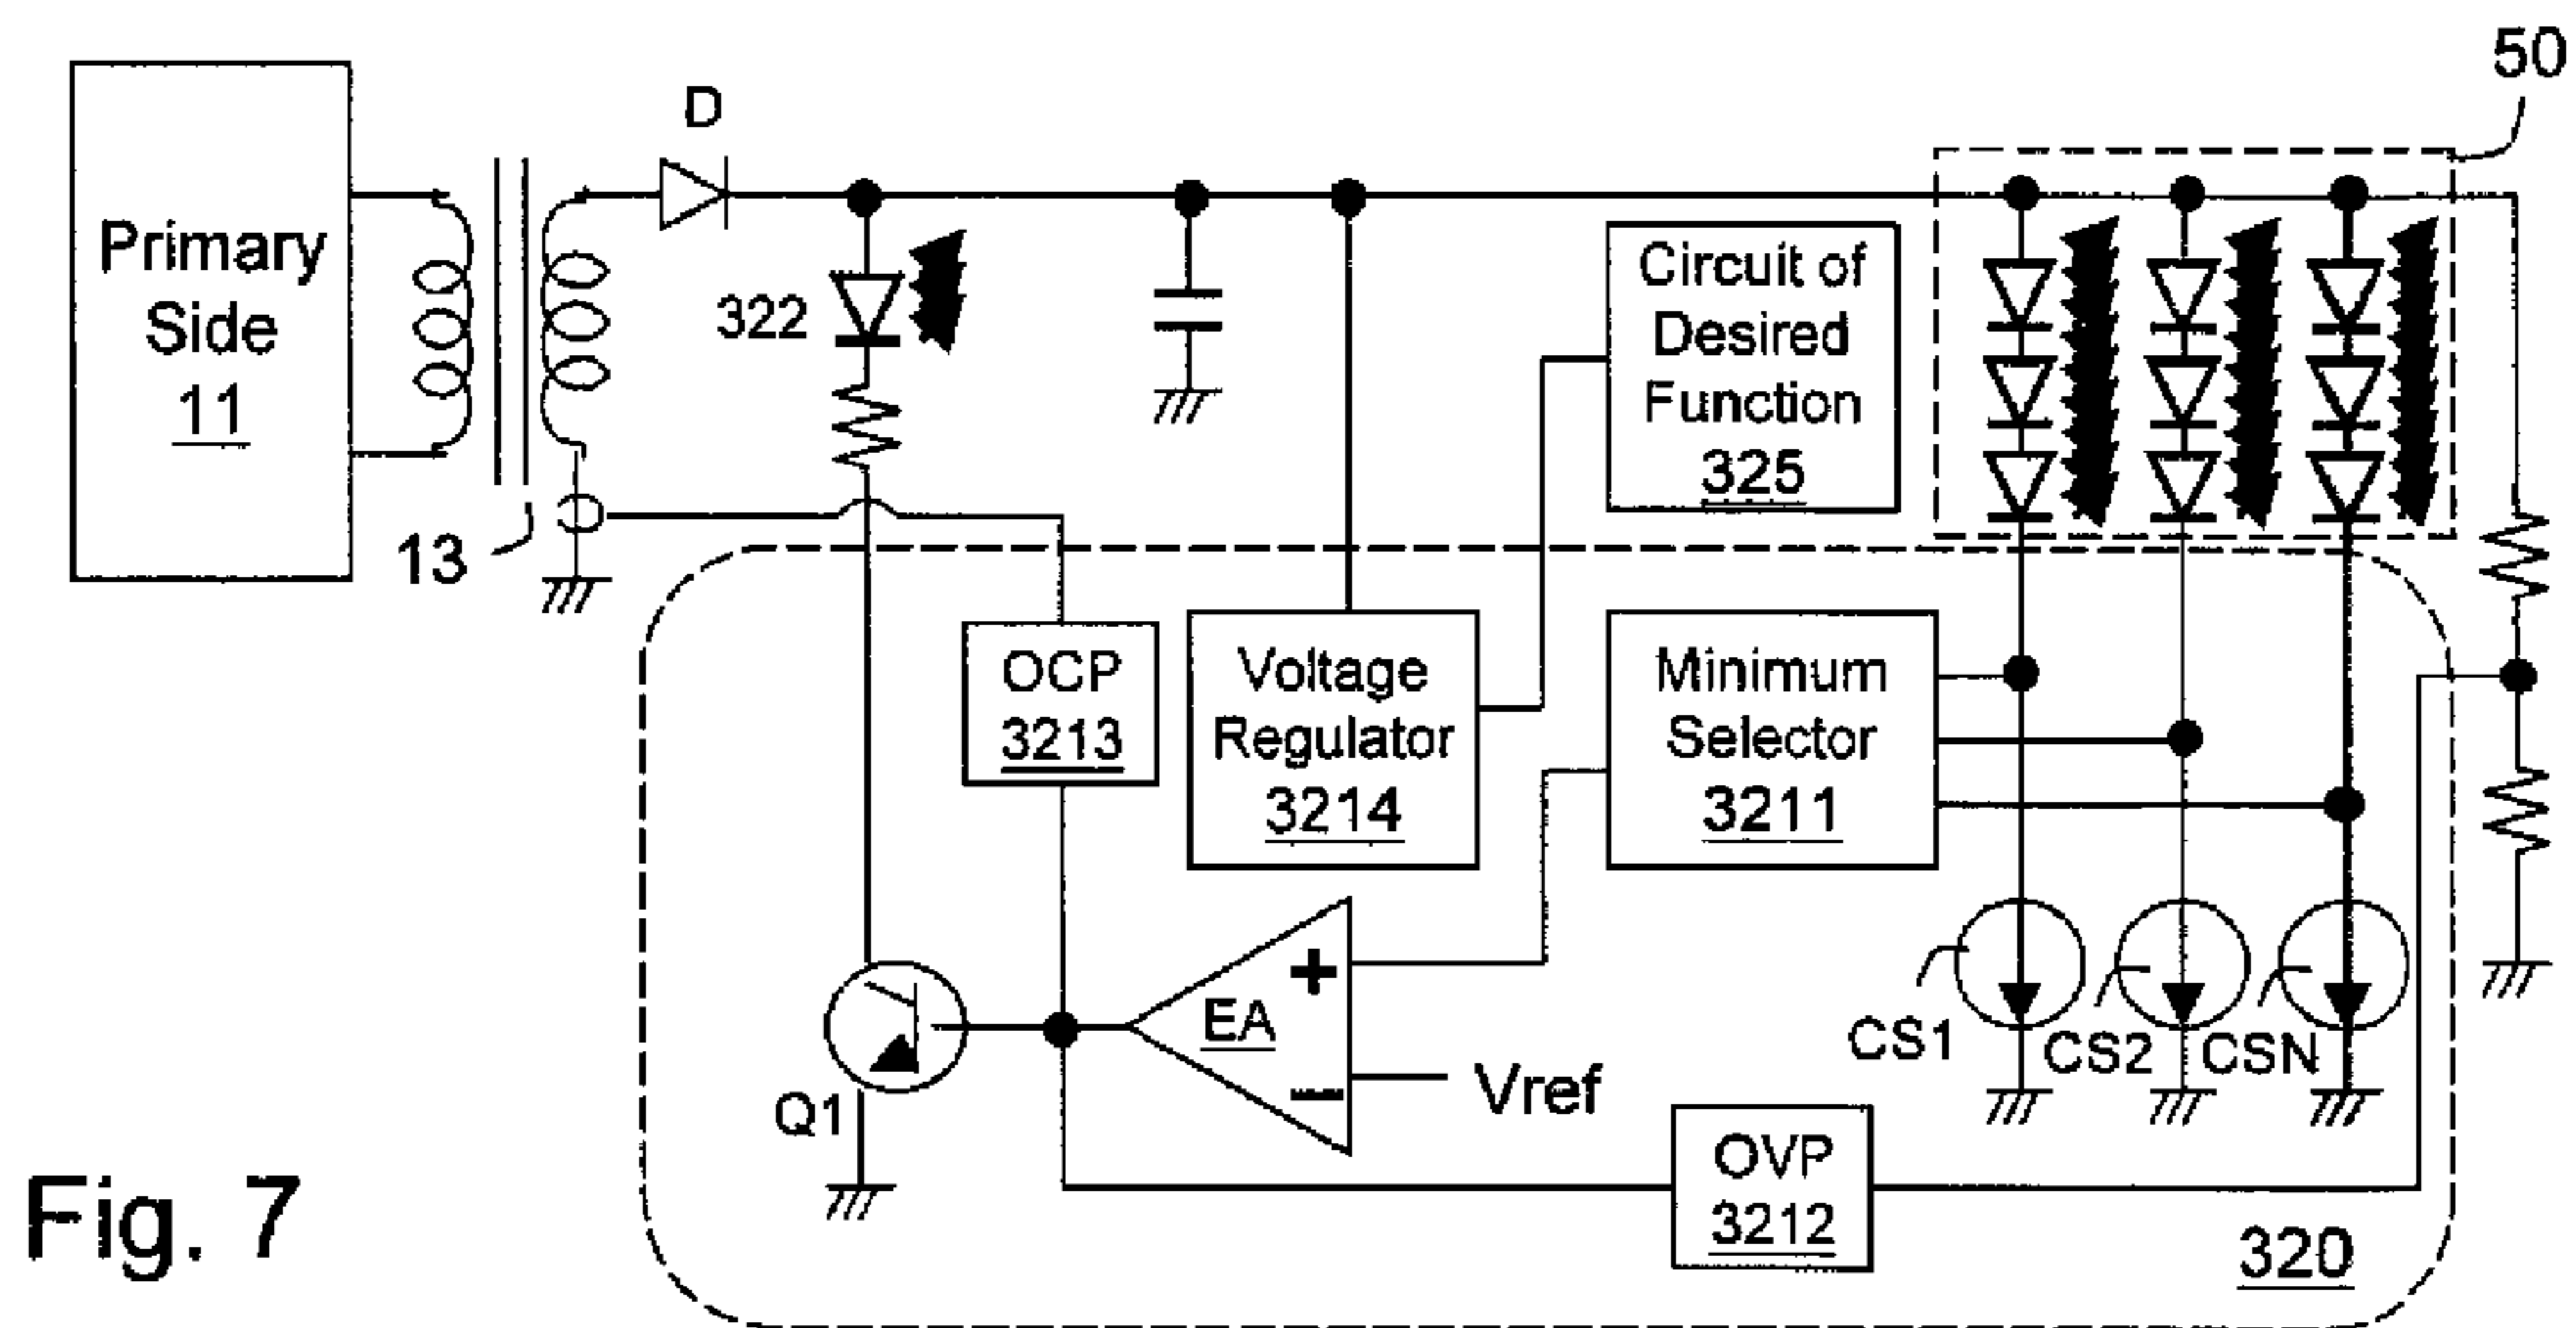 50
D
Primary
Side
11
322
Circuit of
Desired
Function
325
13
OCP
3213
Voltage
Regulator
3214
Minimum
Selector
3211
+
EA
−
Vref
Q1
CS1
CS2
CSN
OVP
3212
320
Fig. 7